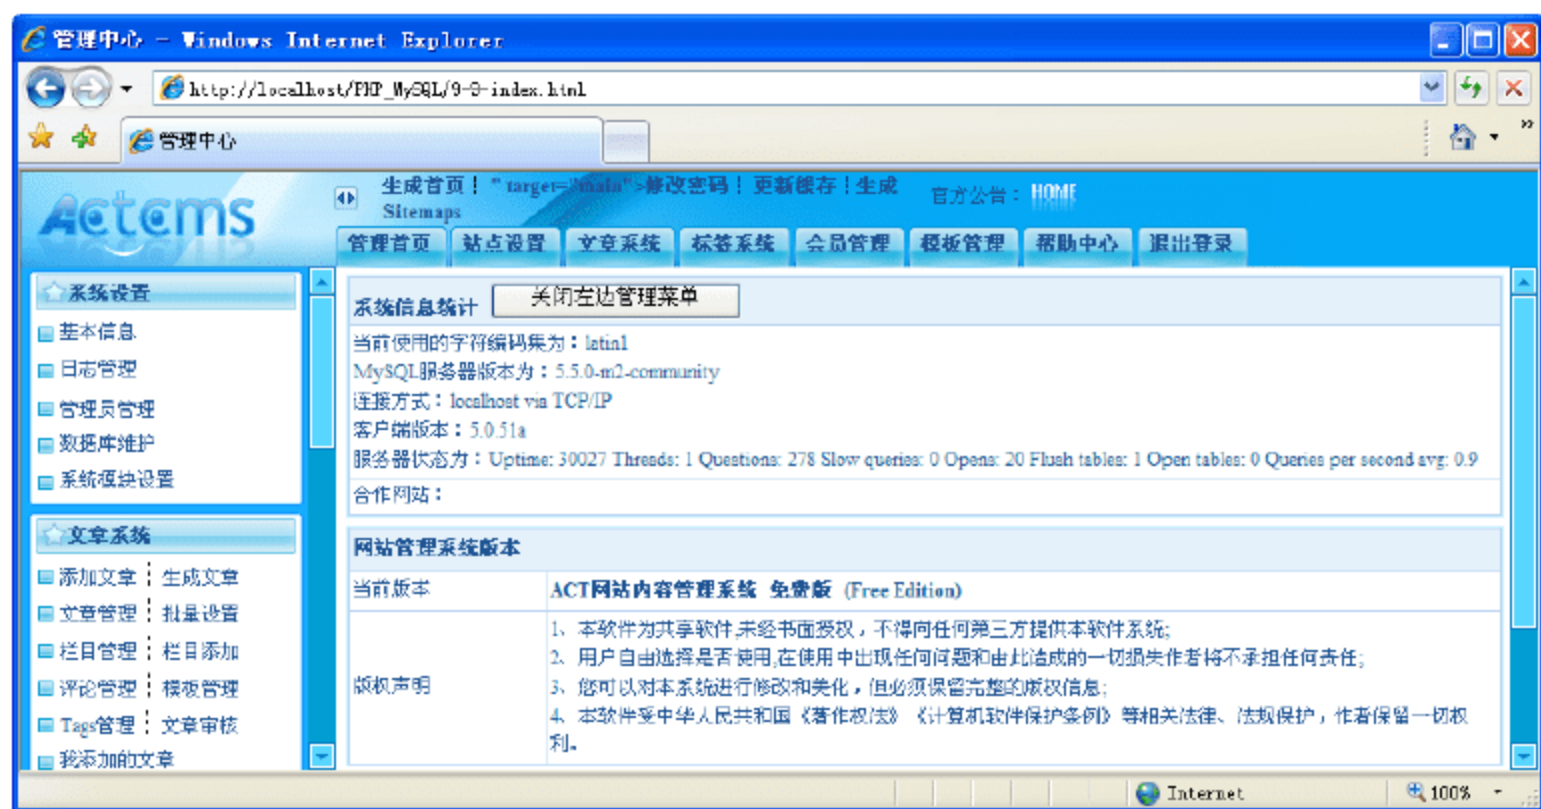 管理中心 - Windows Internet Explorer
http://localhost/PHP_MySQL/9-9-index.html
管理中心
Actcms
生成首页 | " target="main">修改密码 | 更新缓存 | 生成
Sitemaps
官方公告： HOME
管理首页 站点设置 文章系统 标签系统 会员管理 模板管理 帮助中心 退出登录
系统设置
基本信息
日志管理
管理员管理
数据库维护
系统模块设置
文章系统
添加文章 ¦ 生成文章
文章管理 ¦ 批量设置
栏目管理 ¦ 栏目添加
评论管理 ¦ 模板管理
Tags管理 ¦ 文章审核
我添加的文章
系统信息统计 关闭左边管理菜单
当前使用的字符编码集为：latin1
MySQL服务器版本为：5.5.0-m2-community
连接方式：localhost via TCP/IP
客户端版本：5.0.51a
服务器状态为：Uptime: 30027 Threads: 1 Questions: 278 Slow queries: 0 Opens: 20 Flush tables: 1 Open tables: 0 Queries per second avg: 0.9
合作网站：
网站管理系统版本
当前版本 ACT网站内容管理系统 免费版 (Free Edition)
版权声明
1、本软件为共享软件,未经书面授权，不得向任何第三方提供本软件系统;
2、用户自由选择是否使用,在使用中出现任何问题和由此造成的一切损失作者将不承担任何责任;
3、您可以对本系统进行修改和美化，但必须保留完整的版权信息;
4、本软件受中华人民共和国《著作权法》《计算机软件保护条例》等相关法律、法规保护，作者保留一切权
利。
Internet 100%